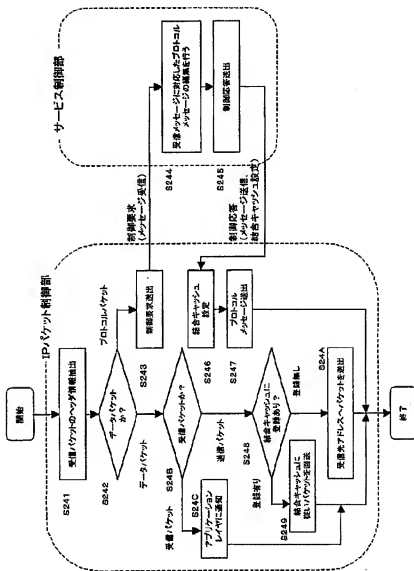 開始
IPパケット制御部
S241
受信パケットのヘッダ情報抽出
S242
データパケット
か？
プロトコルパケット
データパケット
S243
制御要求送出
制御要求
(メッセージ受信)
サービス制御部
S244
受信メッセージに対応したプロトコル
メッセージの編集を行う
S245
制御応答送出
制御応答
(メッセージ送信、
結合キャッシュ設定)
S246
結合キャッシュ
設定
S247
プロトコル
メッセージ送出
S24B
受信パケットか？
受信パケット
送信パケット
S24C
アプリケーション
レイヤに通知
S248
結合キャッシュに
登録あり？
登録有り
登録無し
S249
結合キャッシュに
従いパケットを回送
S24A
受信先アドレスへパケットを送出
終了